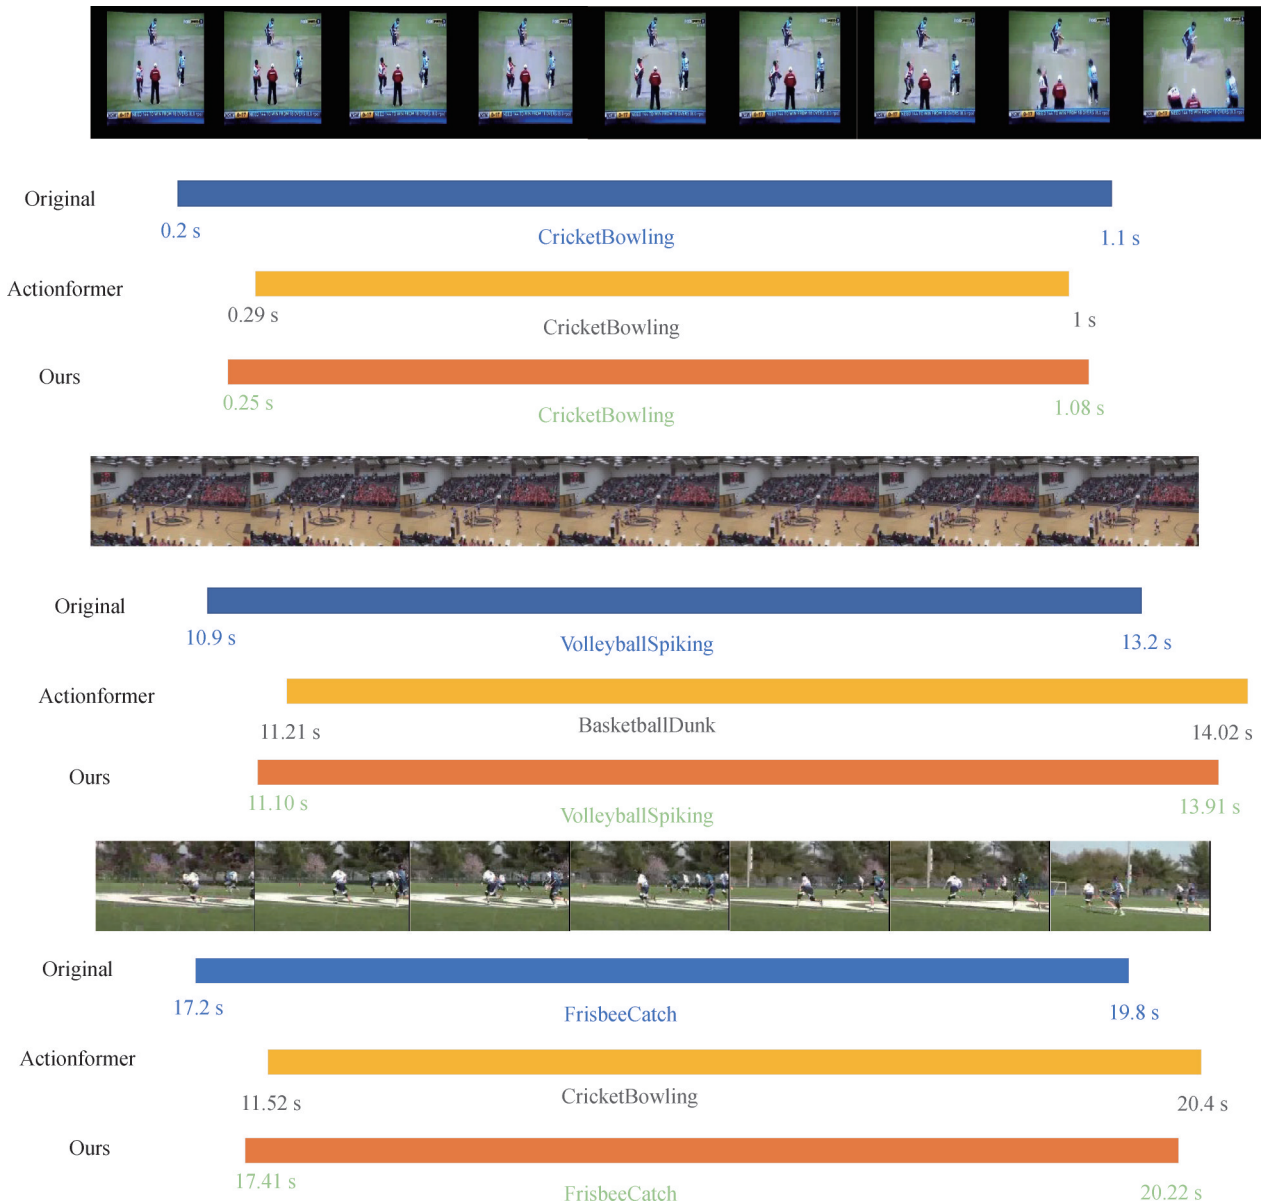 Original
0.2 s
CricketBowling
1.1 s
Actionformer
0.29 s
CricketBowling
1 s
Ours
0.25 s
CricketBowling
1.08 s
Original
10.9 s
VolleyballSpiking
13.2 s
Actionformer
11.21 s
BasketballDunk
14.02 s
Ours
11.10 s
VolleyballSpiking
13.91 s
Original
17.2 s
FrisbeeCatch
19.8 s
Actionformer
11.52 s
CricketBowling
20.4 s
Ours
17.41 s
FrisbeeCatch
20.22 s